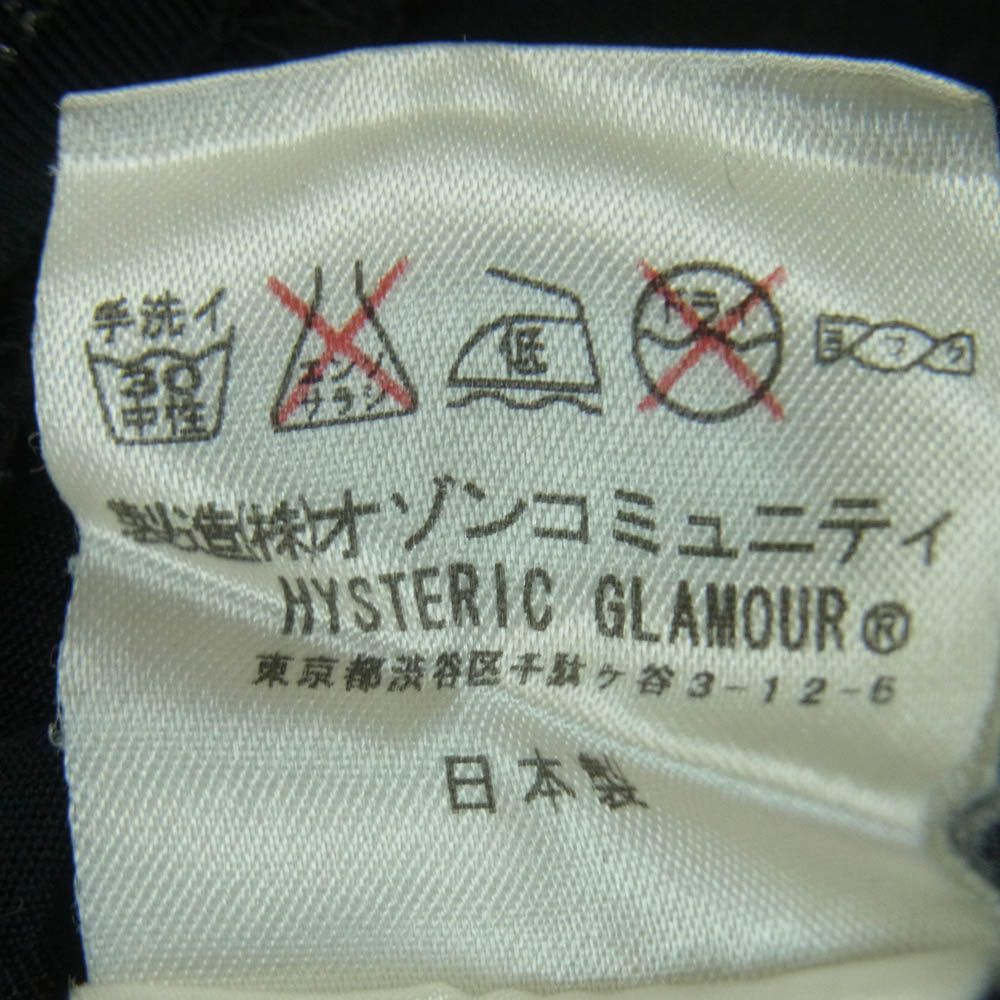 手洗イ
30
中性
エンソ
サラシ
低
ドライ
ヨワク
製造(株)オゾンコミュニティ
HYSTERIC GLAMOUR®
東京都渋谷区千駄ヶ谷3-12-6
日本製